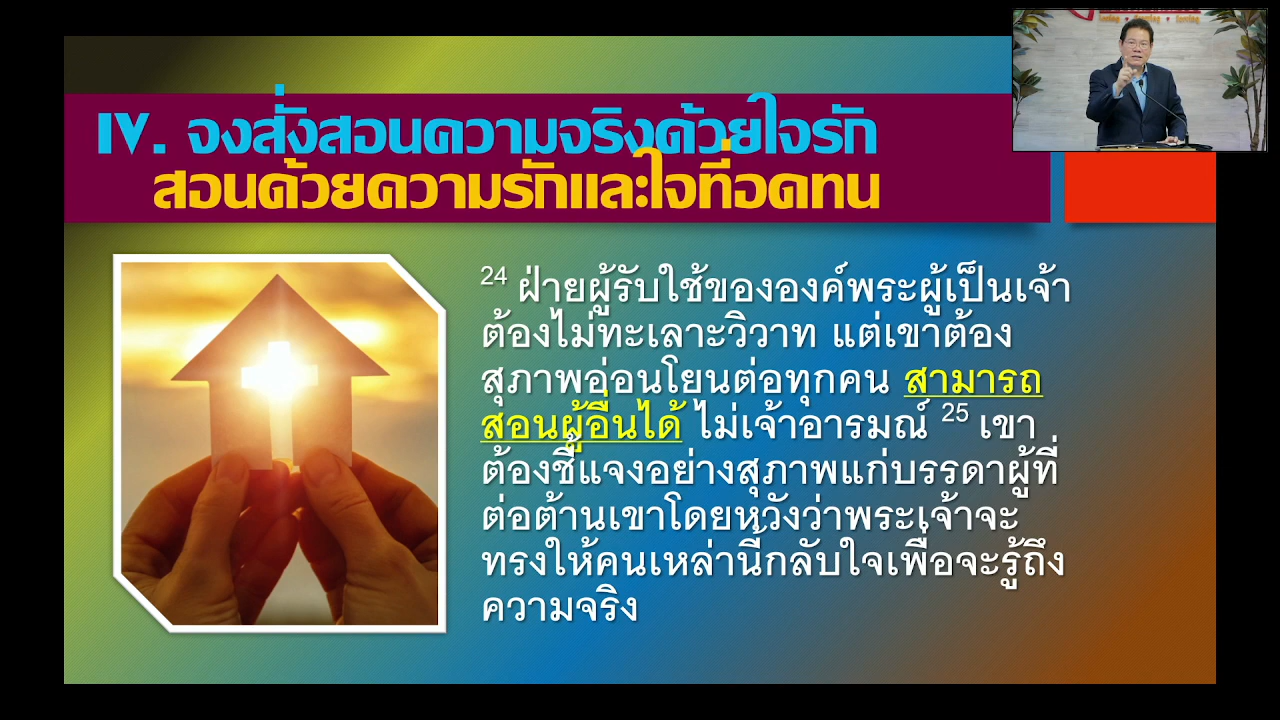 IV. จงสั่งสอนความจริงด้วยใจรัก
สอนด้วยความรักและใจที่อดทน
24 ฝ่ายผู้รับใช้ขององค์พระผู้เป็นเจ้า
ต้องไม่ทะเลาะวิวาท แต่เขาต้อง
สุภาพอ่อนโยนต่อทุกคน สามารถ
สอนผู้อื่นได้ ไม่เจ้าอารมณ์ 25 เขา
ต้องชี้แจงอย่างสุภาพแก่บรรดาผู้ที่
ต่อต้านเขาโดยหวังว่าพระเจ้าจะ
ทรงให้คนเหล่านี้กลับใจเพื่อจะรู้ถึง
ความจริง